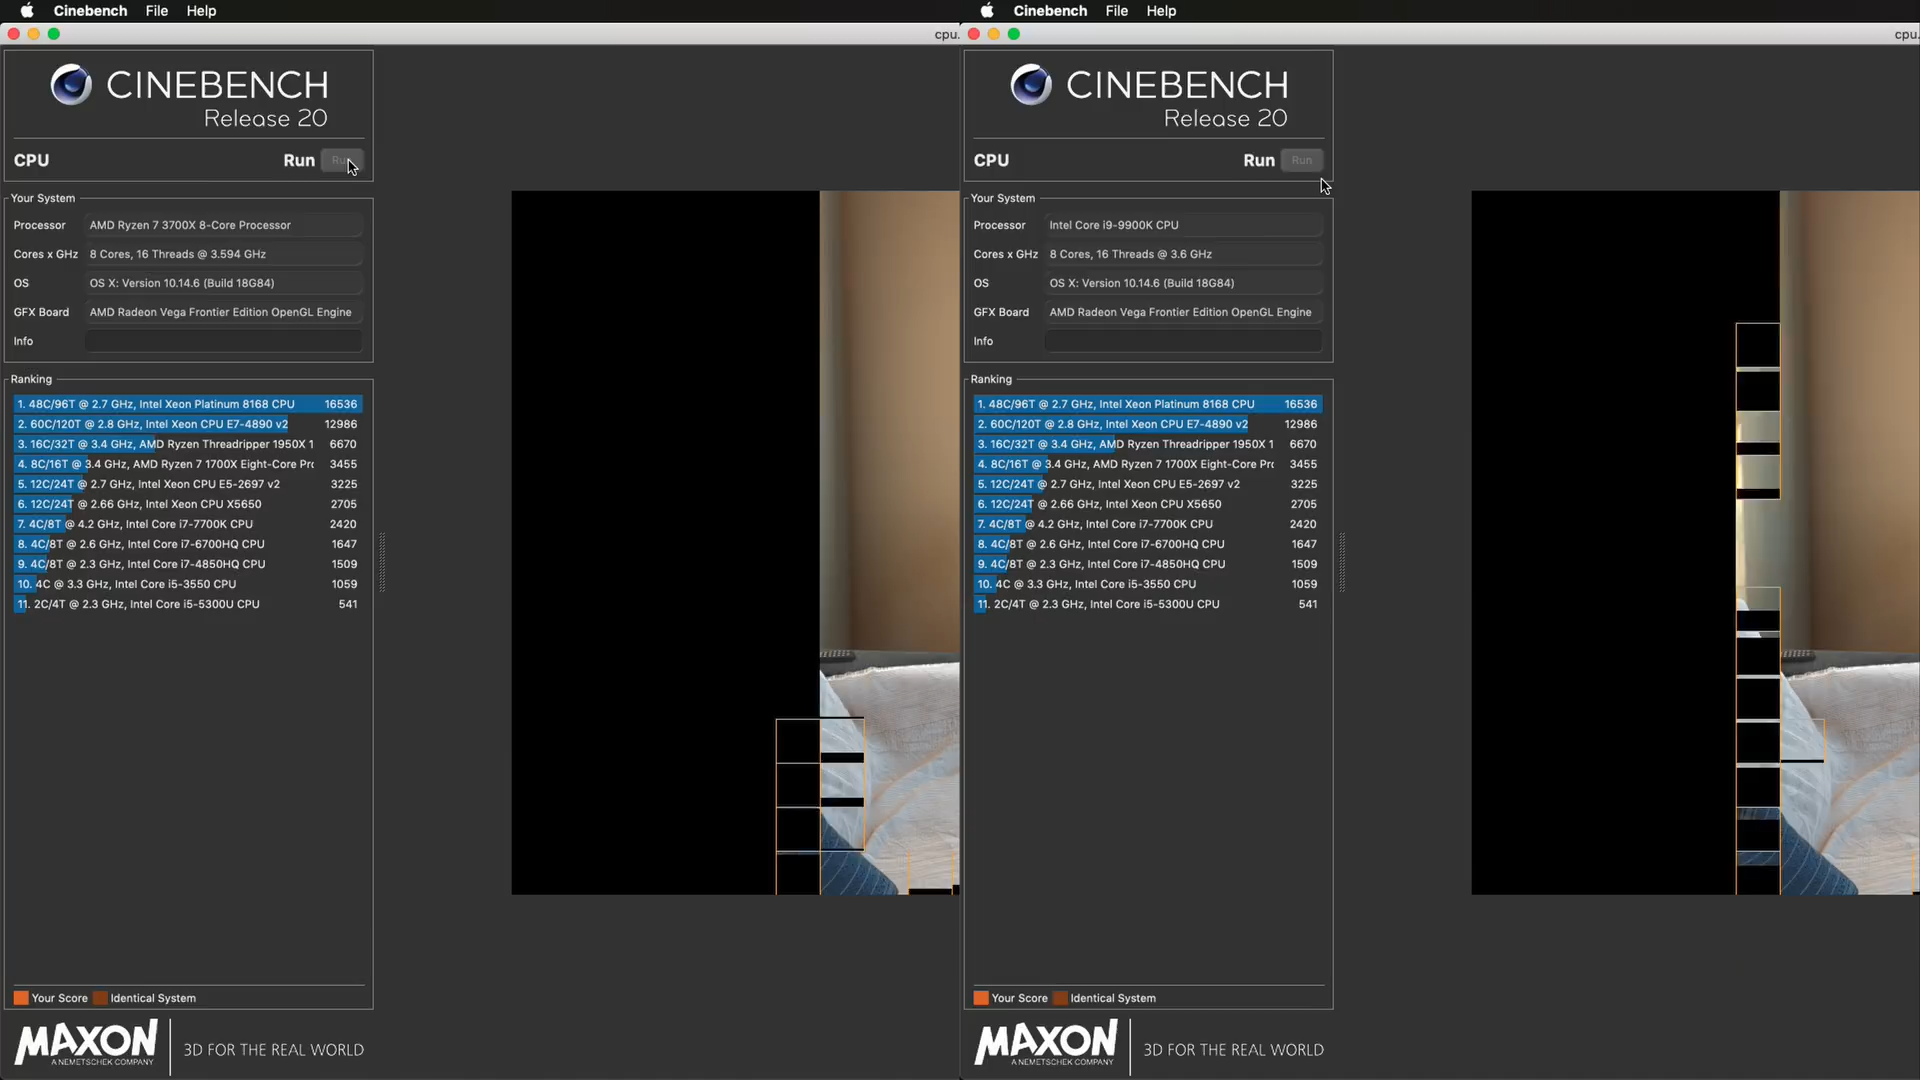 Cinebench File Help
cpu.
CINEBENCH
Release 20
CPU Run Run
Your System
Processor AMD Ryzen 7 3700X 8-Core Processor
Cores x GHz 8 Cores, 16 Threads @ 3.594 GHz
OS OS X: Version 10.14.6 (Build 18G84)
GFX Board AMD Radeon Vega Frontier Edition OpenGL Engine
Info
Ranking
1. 48C/96T @ 2.7 GHz, Intel Xeon Platinum 8168 CPU 16536
2. 60C/120T @ 2.8 GHz, Intel Xeon CPU E7-4890 v2 12986
3. 16C/32T @ 3.4 GHz, AMD Ryzen Threadripper 1950X 1 6670
4. 8C/16T @ 3.4 GHz, AMD Ryzen 7 1700X Eight-Core Prc 3455
5. 12C/24T @ 2.7 GHz, Intel Xeon CPU E5-2697 v2 3225
6. 12C/24T @ 2.66 GHz, Intel Xeon CPU X5650 2705
7. 4C/8T @ 4.2 GHz, Intel Core i7-7700K CPU 2420
8. 4C/8T @ 2.6 GHz, Intel Core i7-6700HQ CPU 1647
9. 4C/8T @ 2.3 GHz, Intel Core i7-4850HQ CPU 1509
10. 4C @ 3.3 GHz, Intel Core i5-3550 CPU 1059
11. 2C/4T @ 2.3 GHz, Intel Core i5-5300U CPU 541
Your Score Identical System
MAXON
A NEMETSCHEK COMPANY
3D FOR THE REAL WORLD
Cinebench File Help
cpu.
CINEBENCH
Release 20
CPU Run Run
Your System
Processor Intel Core i9-9900K CPU
Cores x GHz 8 Cores, 16 Threads @ 3.6 GHz
OS OS X: Version 10.14.6 (Build 18G84)
GFX Board AMD Radeon Vega Frontier Edition OpenGL Engine
Info
Ranking
1. 48C/96T @ 2.7 GHz, Intel Xeon Platinum 8168 CPU 16536
2. 60C/120T @ 2.8 GHz, Intel Xeon CPU E7-4890 v2 12986
3. 16C/32T @ 3.4 GHz, AMD Ryzen Threadripper 1950X 1 6670
4. 8C/16T @ 3.4 GHz, AMD Ryzen 7 1700X Eight-Core Prc 3455
5. 12C/24T @ 2.7 GHz, Intel Xeon CPU E5-2697 v2 3225
6. 12C/24T @ 2.66 GHz, Intel Xeon CPU X5650 2705
7. 4C/8T @ 4.2 GHz, Intel Core i7-7700K CPU 2420
8. 4C/8T @ 2.6 GHz, Intel Core i7-6700HQ CPU 1647
9. 4C/8T @ 2.3 GHz, Intel Core i7-4850HQ CPU 1509
10. 4C @ 3.3 GHz, Intel Core i5-3550 CPU 1059
11. 2C/4T @ 2.3 GHz, Intel Core i5-5300U CPU 541
Your Score Identical System
MAXON
A NEMETSCHEK COMPANY
3D FOR THE REAL WORLD